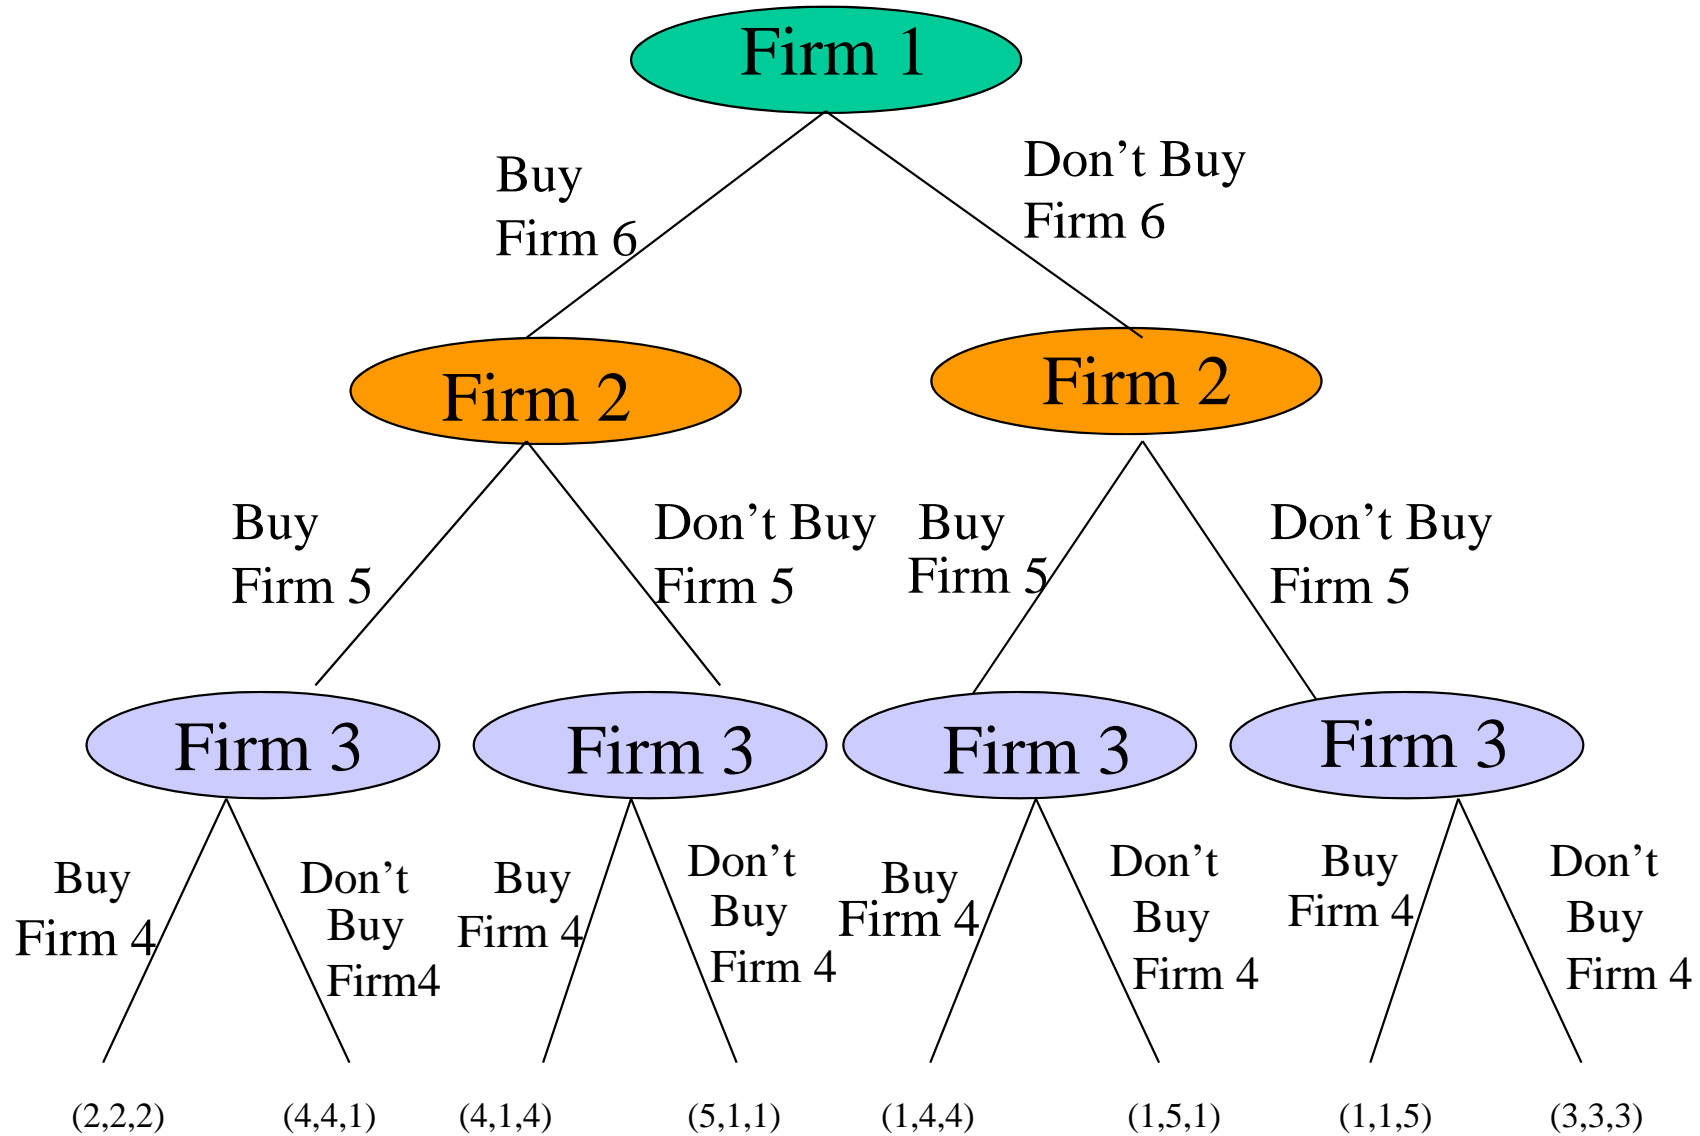 Firm 1
Buy
Firm 6
Don’t Buy
Firm 6
Firm 2
Firm 2
Buy
Firm 5
Don’t Buy
Firm 5
Buy
Firm 5
Don’t Buy
Firm 5
Firm 3
Firm 3
Firm 3
Firm 3
Buy
Firm 4
Don’t
Buy
Firm4
Buy
Firm 4
Don’t
Buy
Firm 4
Buy
Firm 4
Don’t
Buy
Firm 4
Buy
Firm 4
Don’t
Buy
Firm 4
(2,2,2)
(4,4,1)
(4,1,4)
(5,1,1)
(1,4,4)
(1,5,1)
(1,1,5)
(3,3,3)